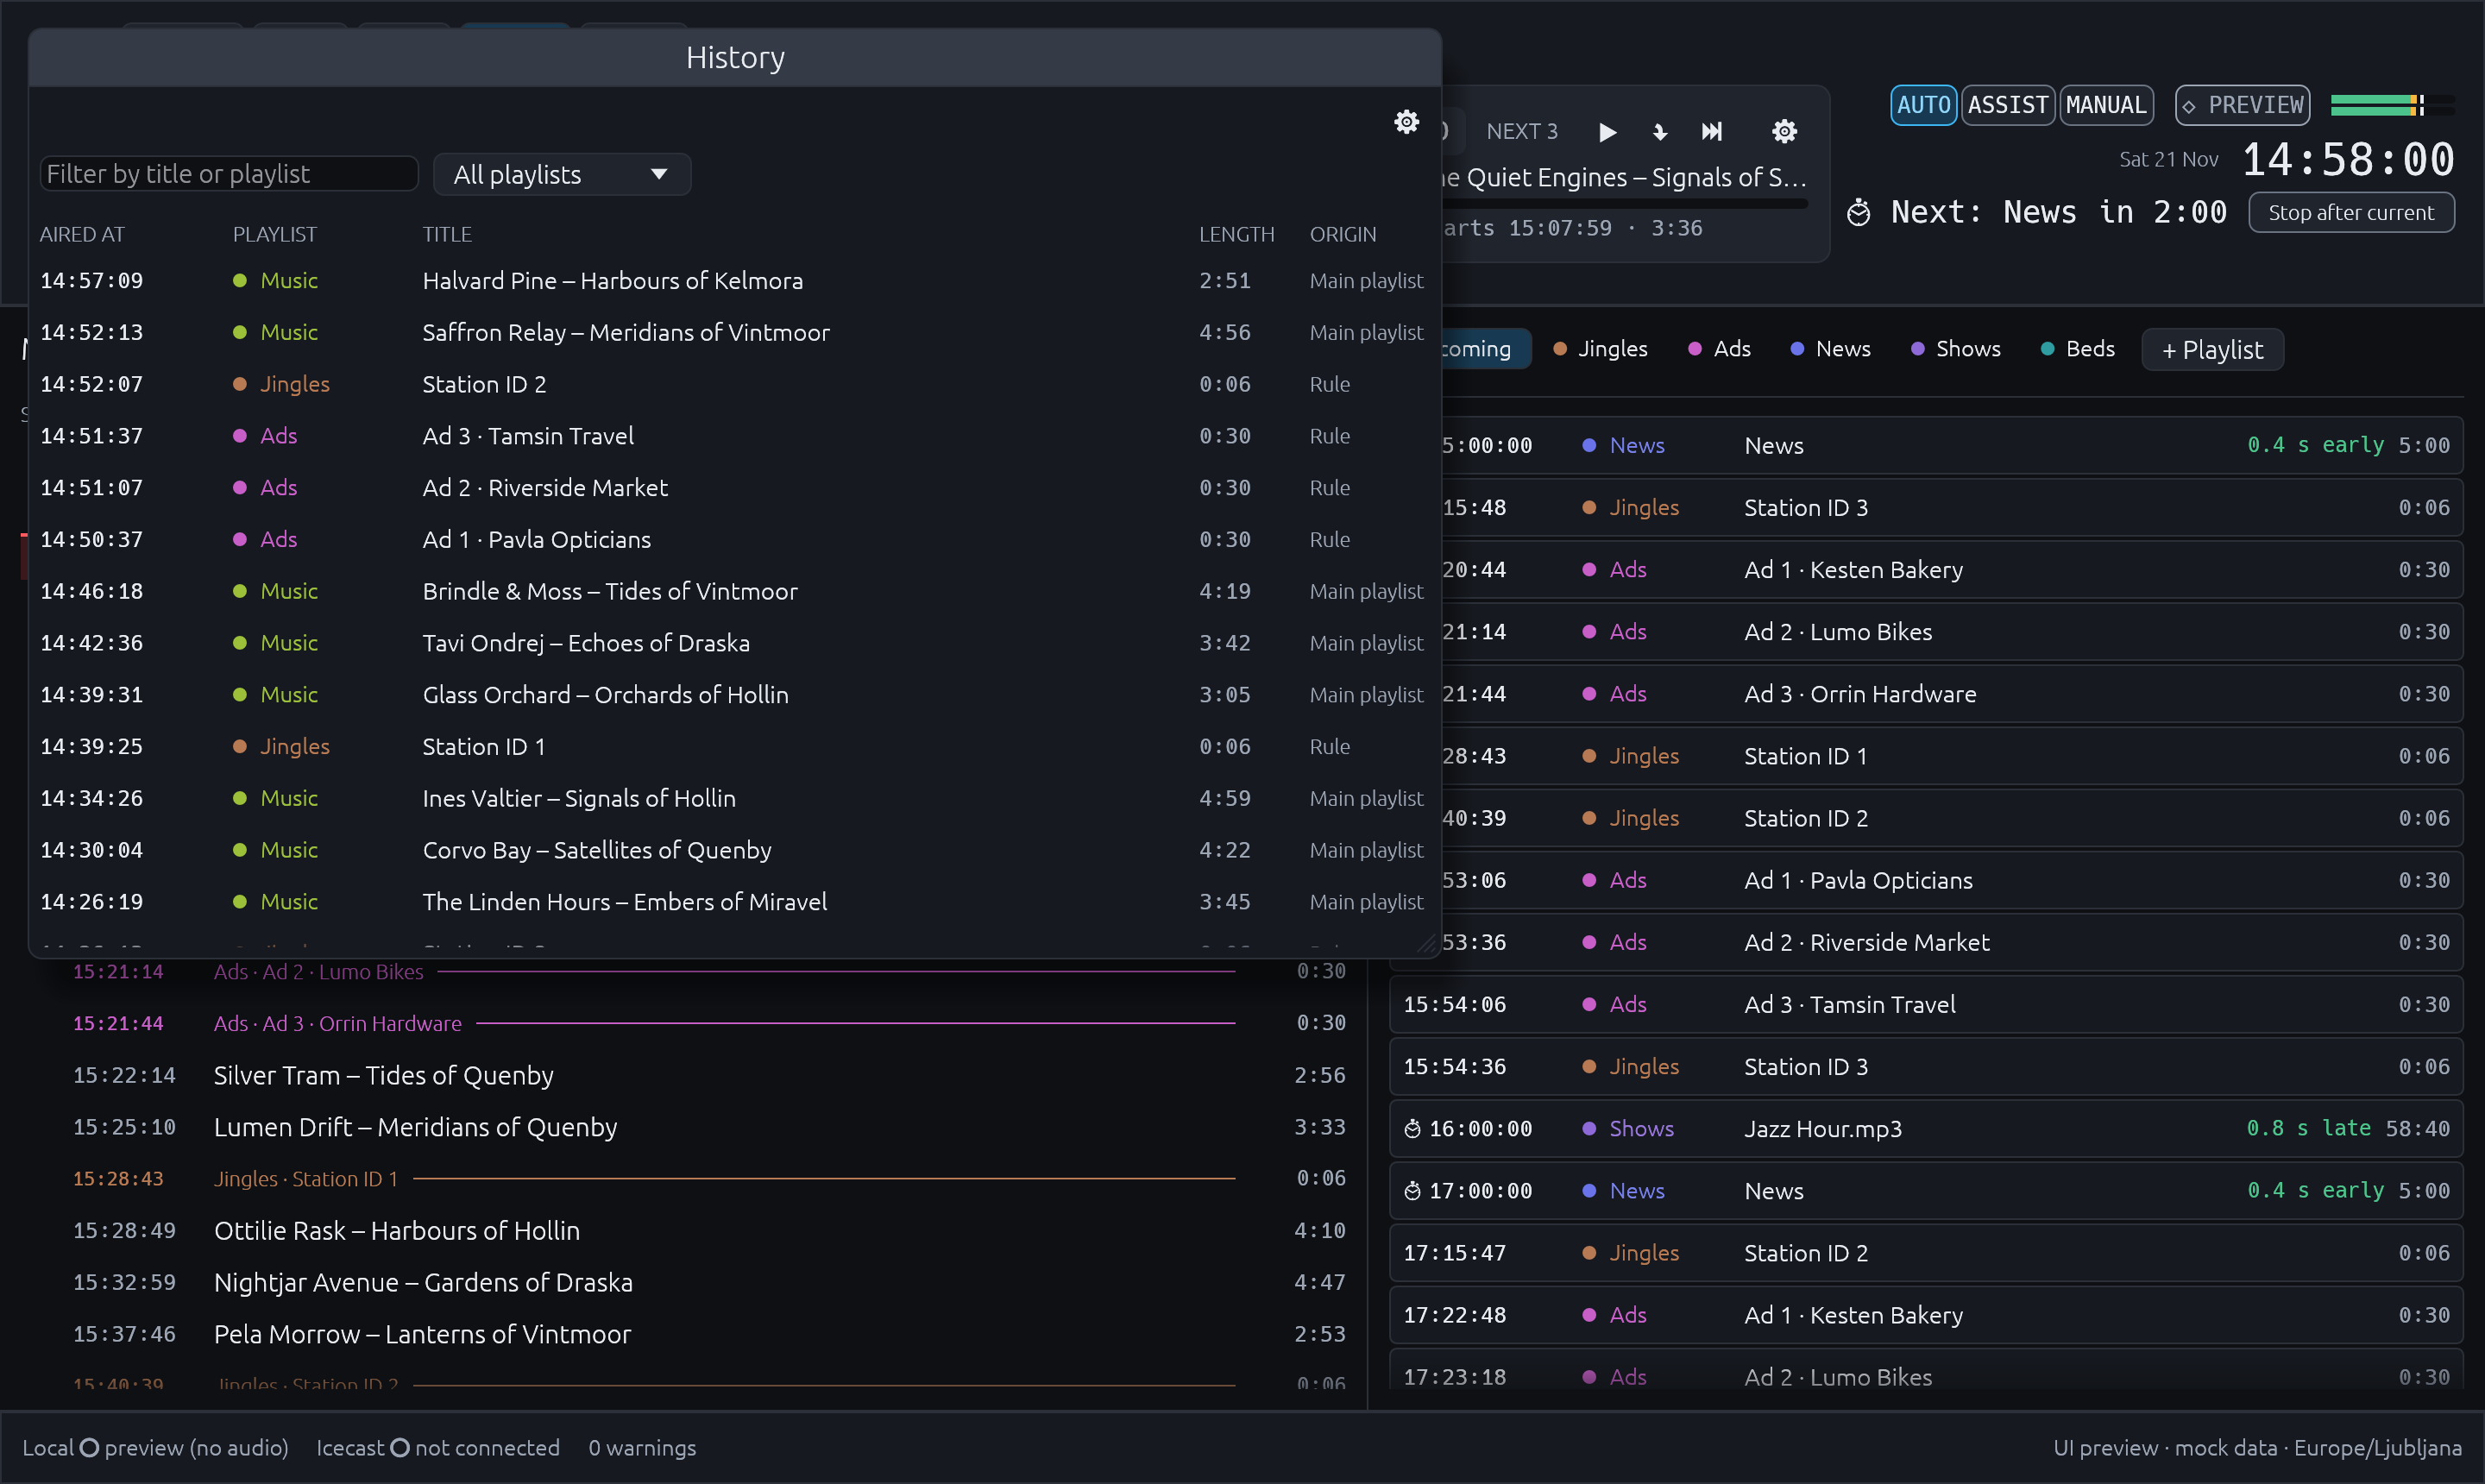 History
Filter by title or playlist
All playlists
AIRED AT PLAYLIST TITLE LENGTH ORIGIN
14:57:09 Music Halvard Pine – Harbours of Kelmora 2:51 Main playlist
14:52:13 Music Saffron Relay – Meridians of Vintmoor 4:56 Main playlist
14:52:07 Jingles Station ID 2 0:06 Rule
14:51:37 Ads Ad 3 · Tamsin Travel 0:30 Rule
14:51:07 Ads Ad 2 · Riverside Market 0:30 Rule
14:50:37 Ads Ad 1 · Pavla Opticians 0:30 Rule
14:46:18 Music Brindle & Moss – Tides of Vintmoor 4:19 Main playlist
14:42:36 Music Tavi Ondrej – Echoes of Draska 3:42 Main playlist
14:39:31 Music Glass Orchard – Orchards of Hollin 3:05 Main playlist
14:39:25 Jingles Station ID 1 0:06 Rule
14:34:26 Music Ines Valtier – Signals of Hollin 4:59 Main playlist
14:30:04 Music Corvo Bay – Satellites of Quenby 4:22 Main playlist
14:26:19 Music The Linden Hours – Embers of Miravel 3:45 Main playlist
NEXT 3
Quiet Engines – Signals of S…
15:07:59 · 3:36
AUTO ASSIST MANUAL ◇ PREVIEW
Sat 21 Nov 14:58:00
Next: News in 2:00 Stop after current
15:21:14 Ads · Ad 2 · Lumo Bikes 0:30
15:21:44 Ads · Ad 3 · Orrin Hardware 0:30
15:22:14 Silver Tram – Tides of Quenby 2:56
15:25:10 Lumen Drift – Meridians of Quenby 3:33
15:28:43 Jingles · Station ID 1 0:06
15:28:49 Ottilie Rask – Harbours of Hollin 4:10
15:32:59 Nightjar Avenue – Gardens of Draska 4:47
15:37:46 Pela Morrow – Lanterns of Vintmoor 2:53
15:40:39 Jingles · Station ID 2 0:06
coming Jingles Ads News Shows Beds + Playlist
5:00:00 News News 0.4 s early 5:00
15:48 Jingles Station ID 3 0:06
20:44 Ads Ad 1 · Kesten Bakery 0:30
21:14 Ads Ad 2 · Lumo Bikes 0:30
21:44 Ads Ad 3 · Orrin Hardware 0:30
28:43 Jingles Station ID 1 0:06
40:39 Jingles Station ID 2 0:06
53:06 Ads Ad 1 · Pavla Opticians 0:30
53:36 Ads Ad 2 · Riverside Market 0:30
15:54:06 Ads Ad 3 · Tamsin Travel 0:30
15:54:36 Jingles Station ID 3 0:06
16:00:00 Shows Jazz Hour.mp3 0.8 s late 58:40
17:00:00 News News 0.4 s early 5:00
17:15:47 Jingles Station ID 2 0:06
17:22:48 Ads Ad 1 · Kesten Bakery 0:30
17:23:18 Ads Ad 2 · Lumo Bikes 0:30
Local preview (no audio) Icecast not connected 0 warnings
UI preview · mock data · Europe/Ljubljana